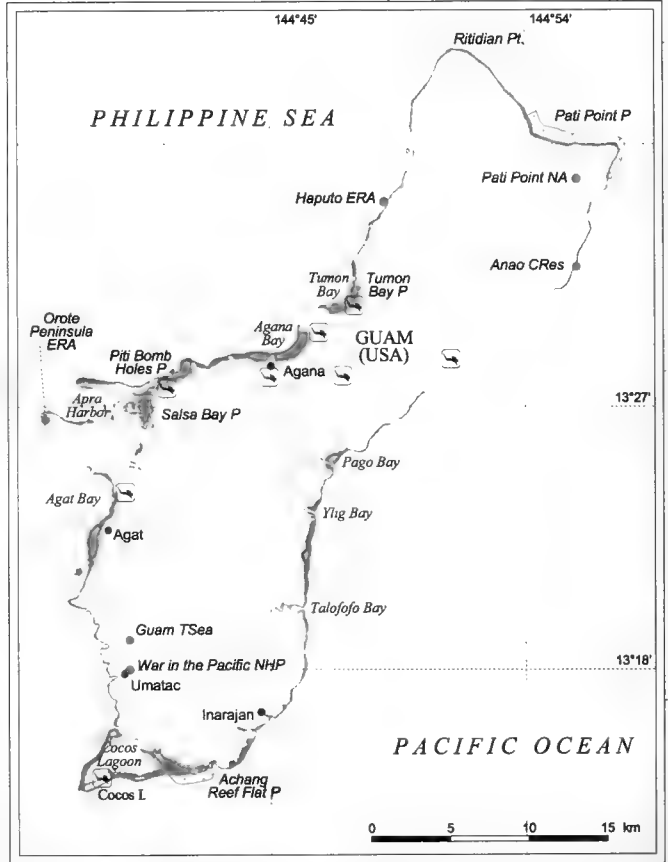 144°45'
144°54'
Ritidian Pt.
PHILIPPINE SEA
Pati Point P
Pati Point NA
Haputo ERA
Anao CRes
Tumon
Bay
Tumon
Bay P
Orote
Peninsula
ERA
Agana
Bay
GUAM
(USA)
Piti Bomb
Holes P
Agana
Apra
Harbor
Salsa Bay P
13°27'
Pago Bay
Agat Bay
Ylig Bay
Agat
Talofofo Bay
Guam TSea
War in the Pacific NHP
Umatac
13°18'
Inarajan
PACIFIC OCEAN
Cocos
Lagoon
Cocos I.
Achang
Reef Flat P
0 5 10 15 km